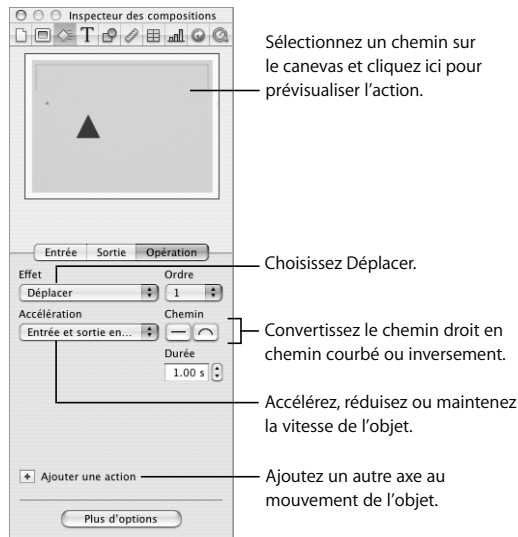 Inspecteur des compositions
T
Sélectionnez un chemin sur
le canevas et cliquez ici pour
prévisualiser l'action.
Entrée
Sortie
Opération
Effet
Ordre
Déplacer
1
Choisissez Déplacer.
Accélération
Chemin
Entrée et sortie en...
Convertissez le chemin droit en
chemin courbé ou inversement.
Durée
1.00 s
Accélérez, réduisez ou maintenez
la vitesse de l'objet.
+ Ajouter une action
Ajoutez un autre axe au
mouvement de l'objet.
Plus d'options